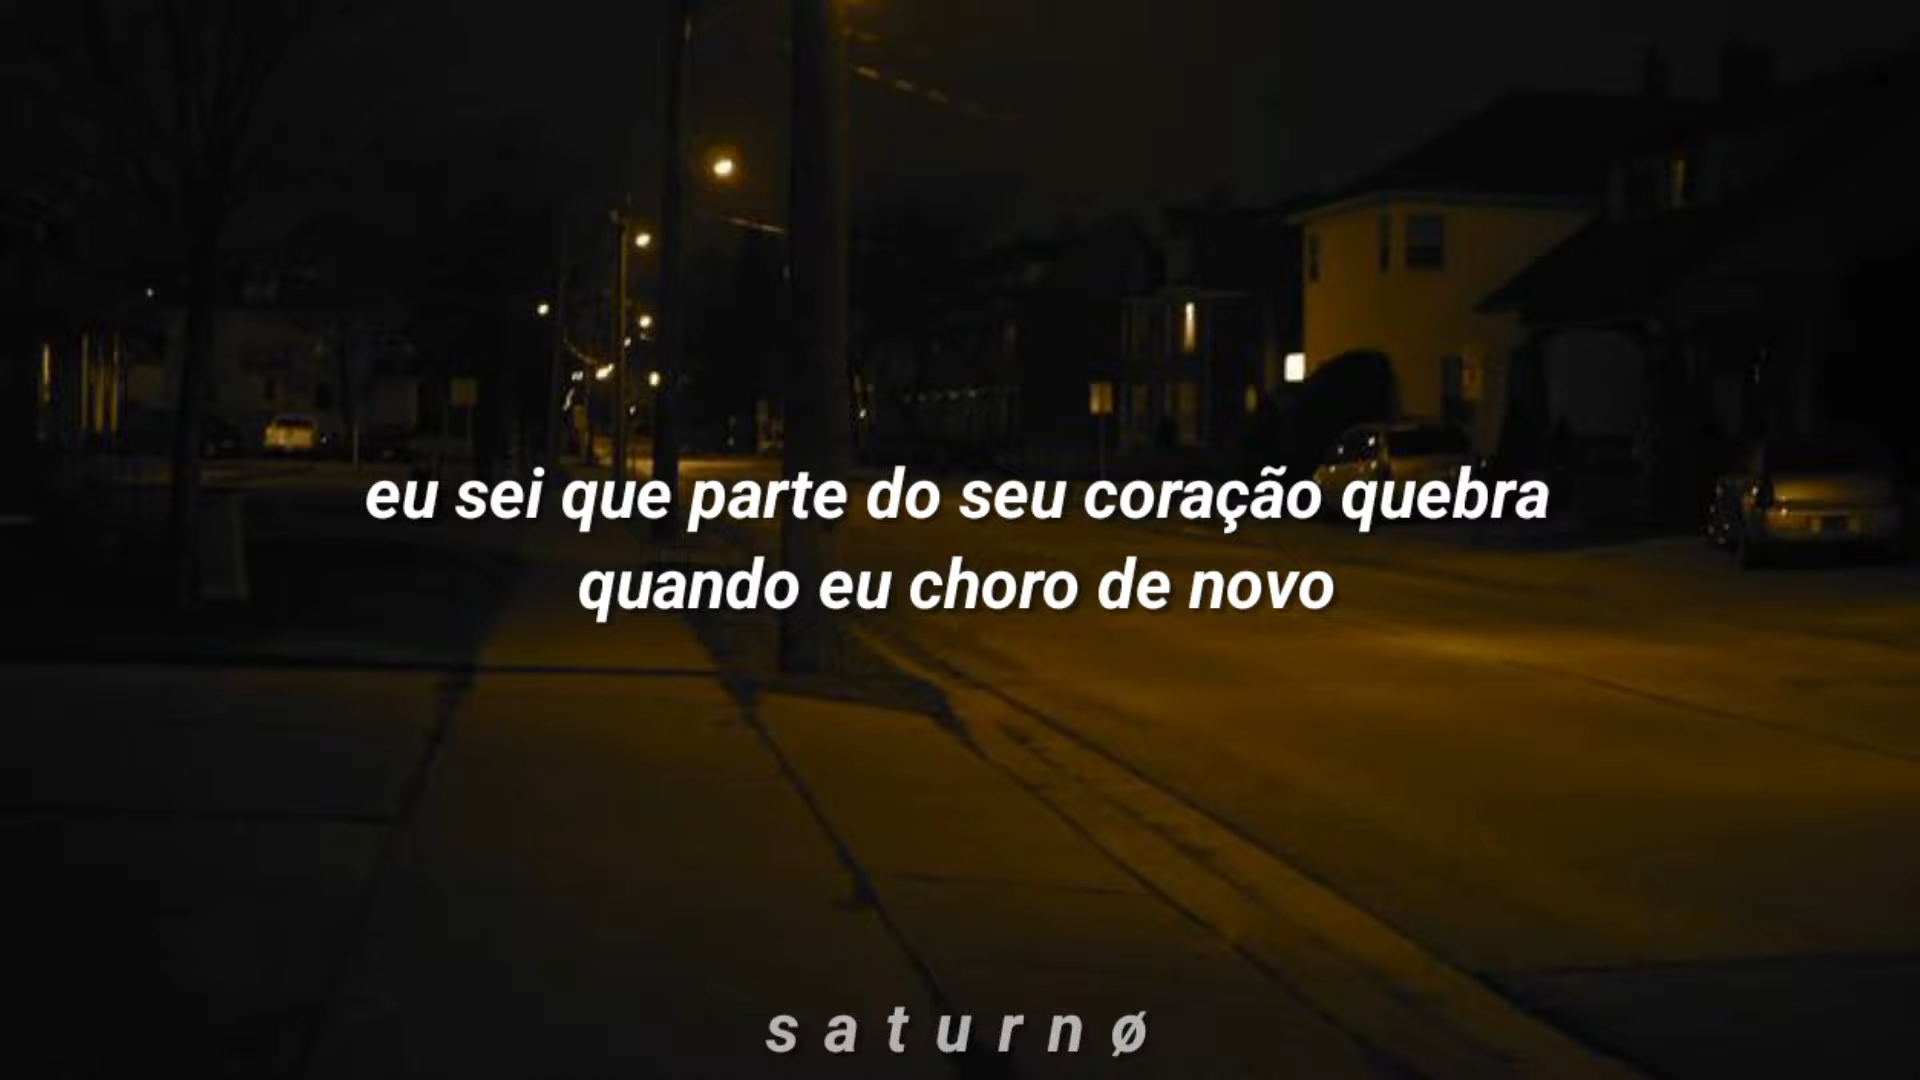 eu sei que parte do seu coração quebra
quando eu choro de novo
s a t u r n ø